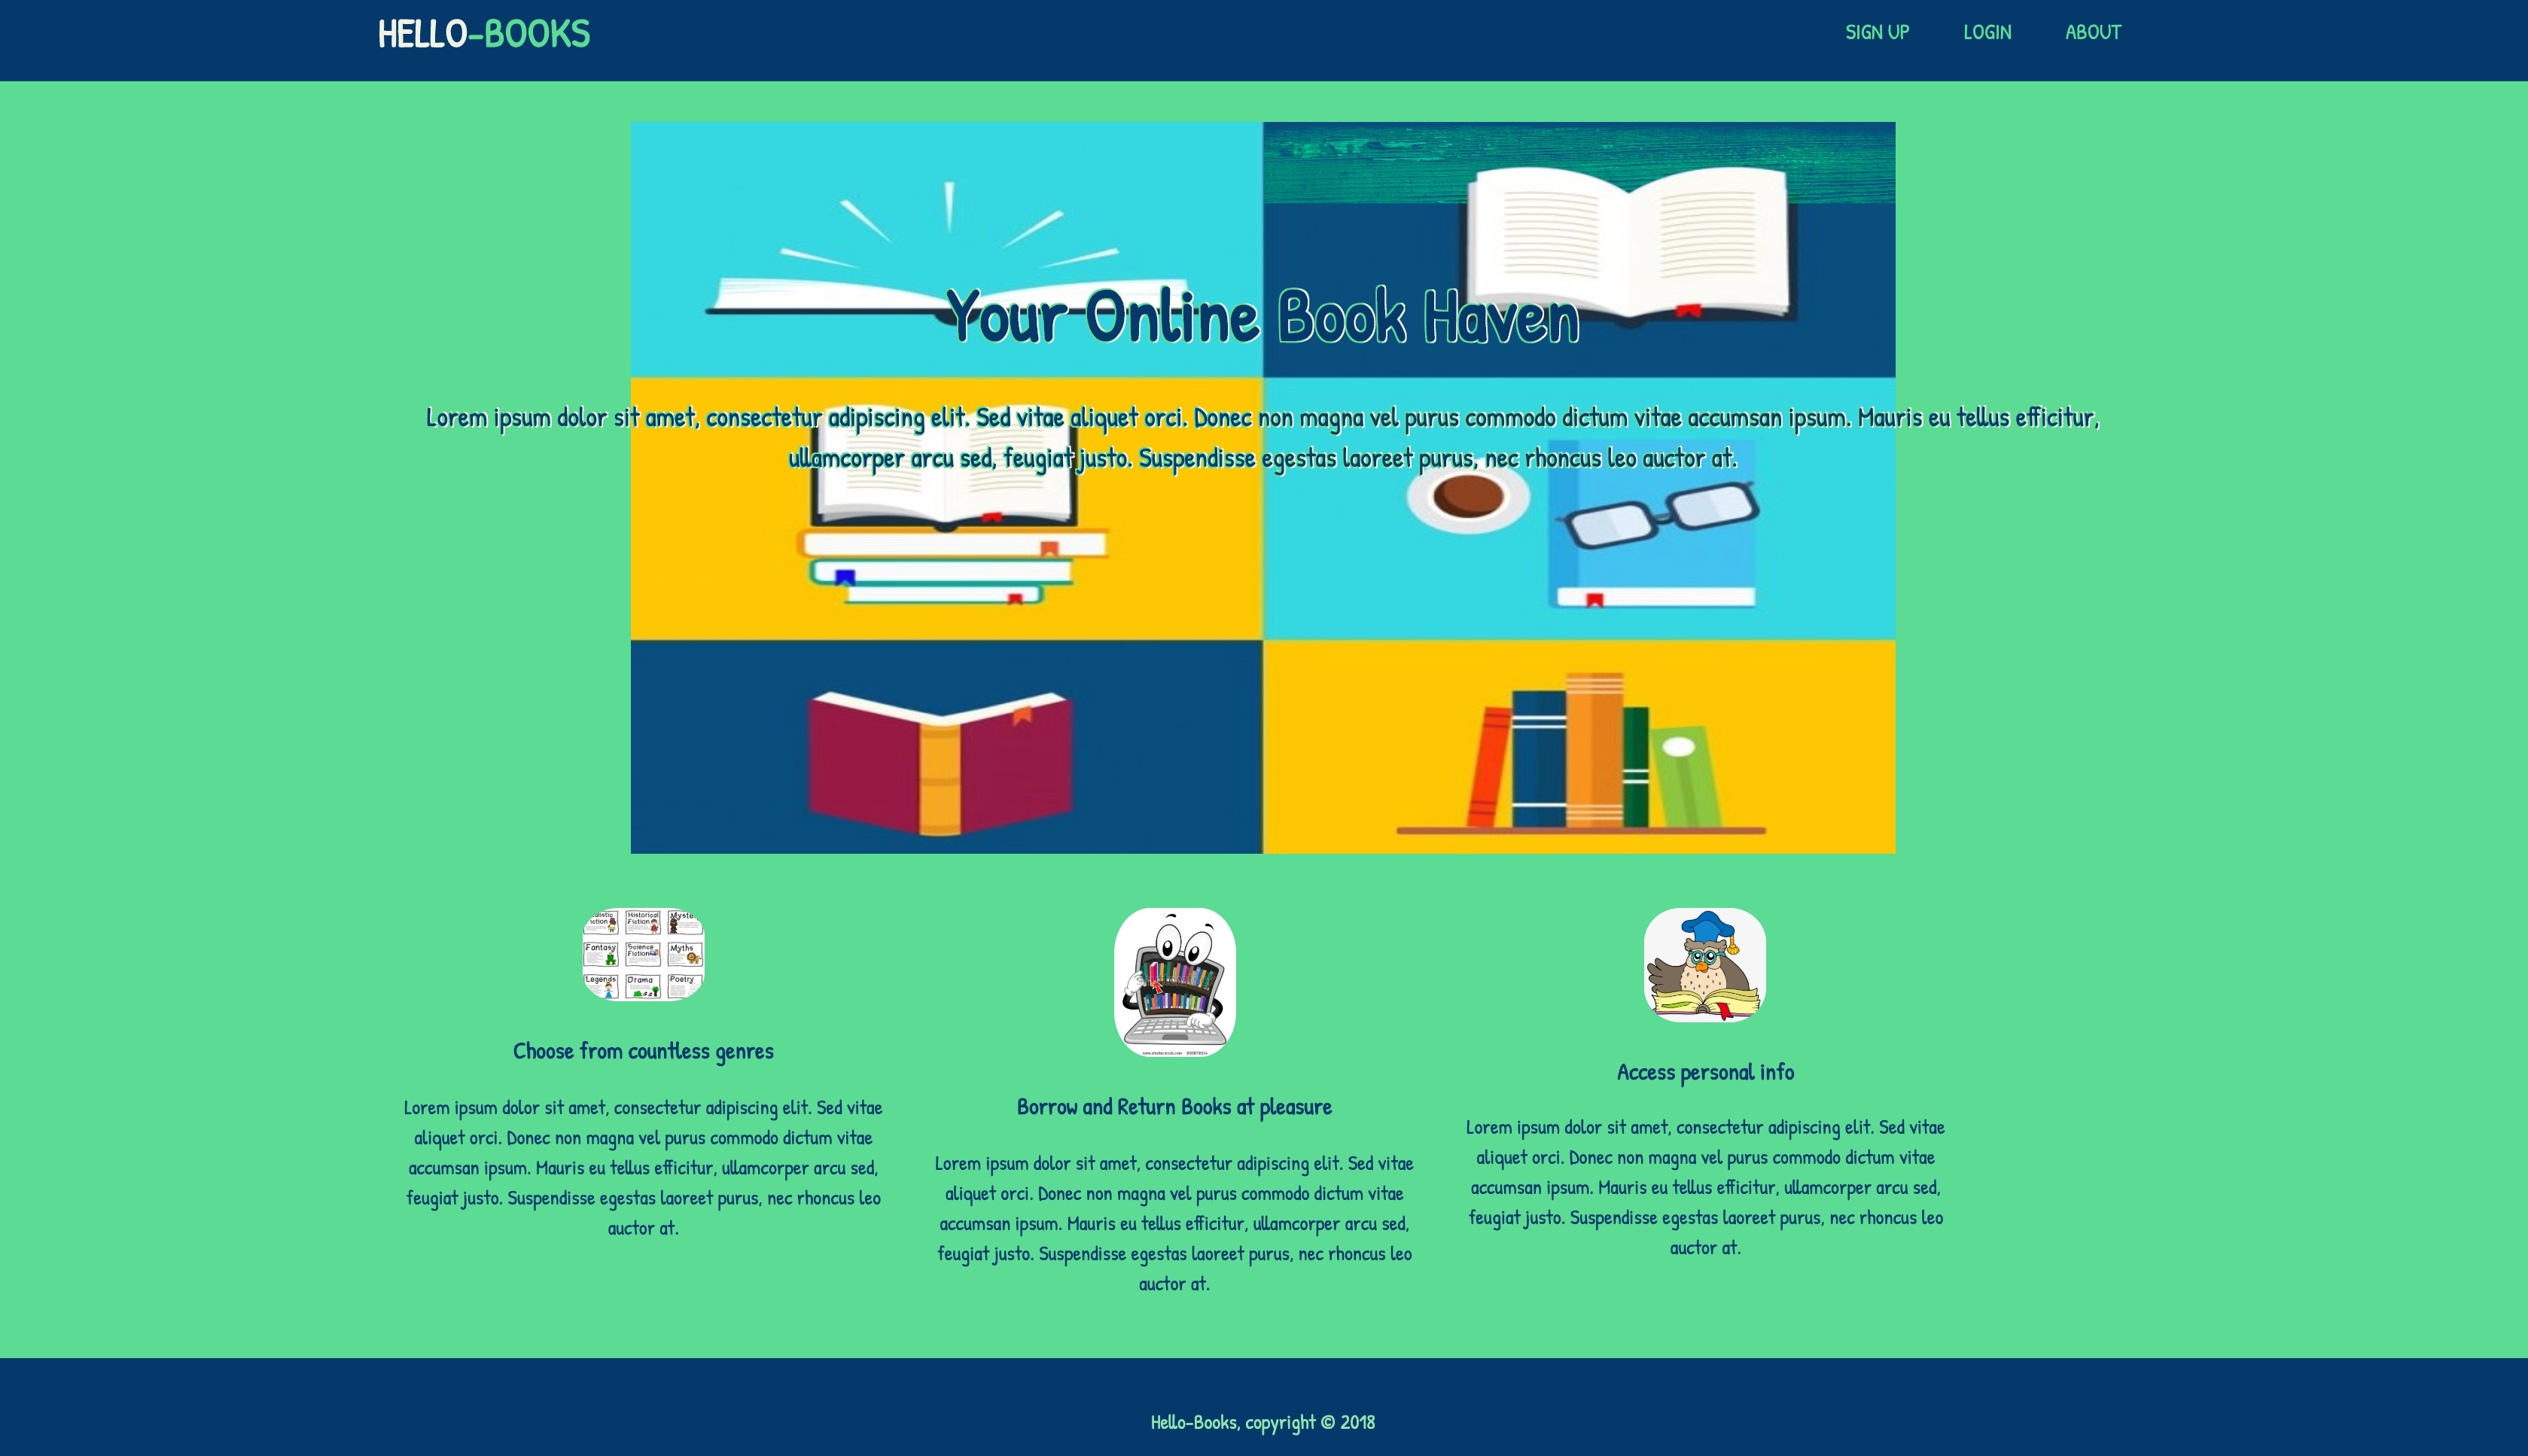 HELLO-BOOKS
SIGN UP
LOGIN
ABOUT
Your Online Book Haven
Lorem ipsum dolor sit amet, consectetur adipiscing elit. Sed vitae aliquet orci. Donec non magna vel purus commodo dictum vitae accumsan ipsum. Mauris eu tellus efficitur,
ullamcorper arcu sed, feugiat justo. Suspendisse egestas laoreet purus, nec rhoncus leo auctor at.
Historical
Fiction
Fantasy
Science
Fiction
Myths
Legends
Drama
Poetry
Choose from countless genres
Lorem ipsum dolor sit amet, consectetur adipiscing elit. Sed vitae
aliquet orci. Donec non magna vel purus commodo dictum vitae
accumsan ipsum. Mauris eu tellus efficitur, ullamcorper arcu sed,
feugiat justo. Suspendisse egestas laoreet purus, nec rhoncus leo
auctor at.
Borrow and Return Books at pleasure
Lorem ipsum dolor sit amet, consectetur adipiscing elit. Sed vitae
aliquet orci. Donec non magna vel purus commodo dictum vitae
accumsan ipsum. Mauris eu tellus efficitur, ullamcorper arcu sed,
feugiat justo. Suspendisse egestas laoreet purus, nec rhoncus leo
auctor at.
Access personal info
Lorem ipsum dolor sit amet, consectetur adipiscing elit. Sed vitae
aliquet orci. Donec non magna vel purus commodo dictum vitae
accumsan ipsum. Mauris eu tellus efficitur, ullamcorper arcu sed,
feugiat justo. Suspendisse egestas laoreet purus, nec rhoncus leo
auctor at.
Hello-Books, copyright © 2018